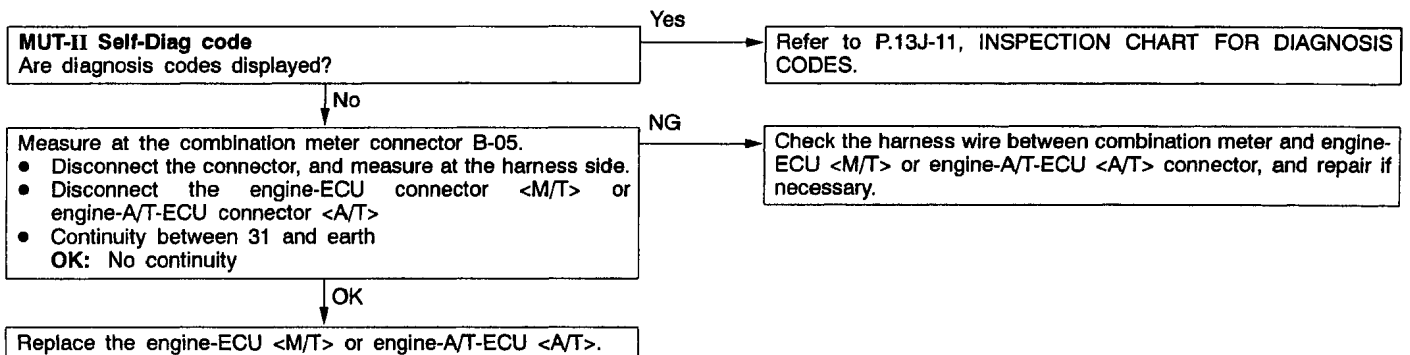 Yes
MUT-II Self-Diag code
Are diagnosis codes displayed?
Refer to P.13J-11, INSPECTION CHART FOR DIAGNOSIS
CODES.
No
NG
Measure at the combination meter connector B-05.
● Disconnect the connector, and measure at the harness side.
● Disconnect the engine-ECU connector <M/T> or
engine-A/T-ECU connector <A/T>
● Continuity between 31 and earth
OK: No continuity
Check the harness wire between combination meter and engine-
ECU <M/T> or engine-A/T-ECU <A/T> connector, and repair if
necessary.
OK
Replace the engine-ECU <M/T> or engine-A/T-ECU <A/T>.